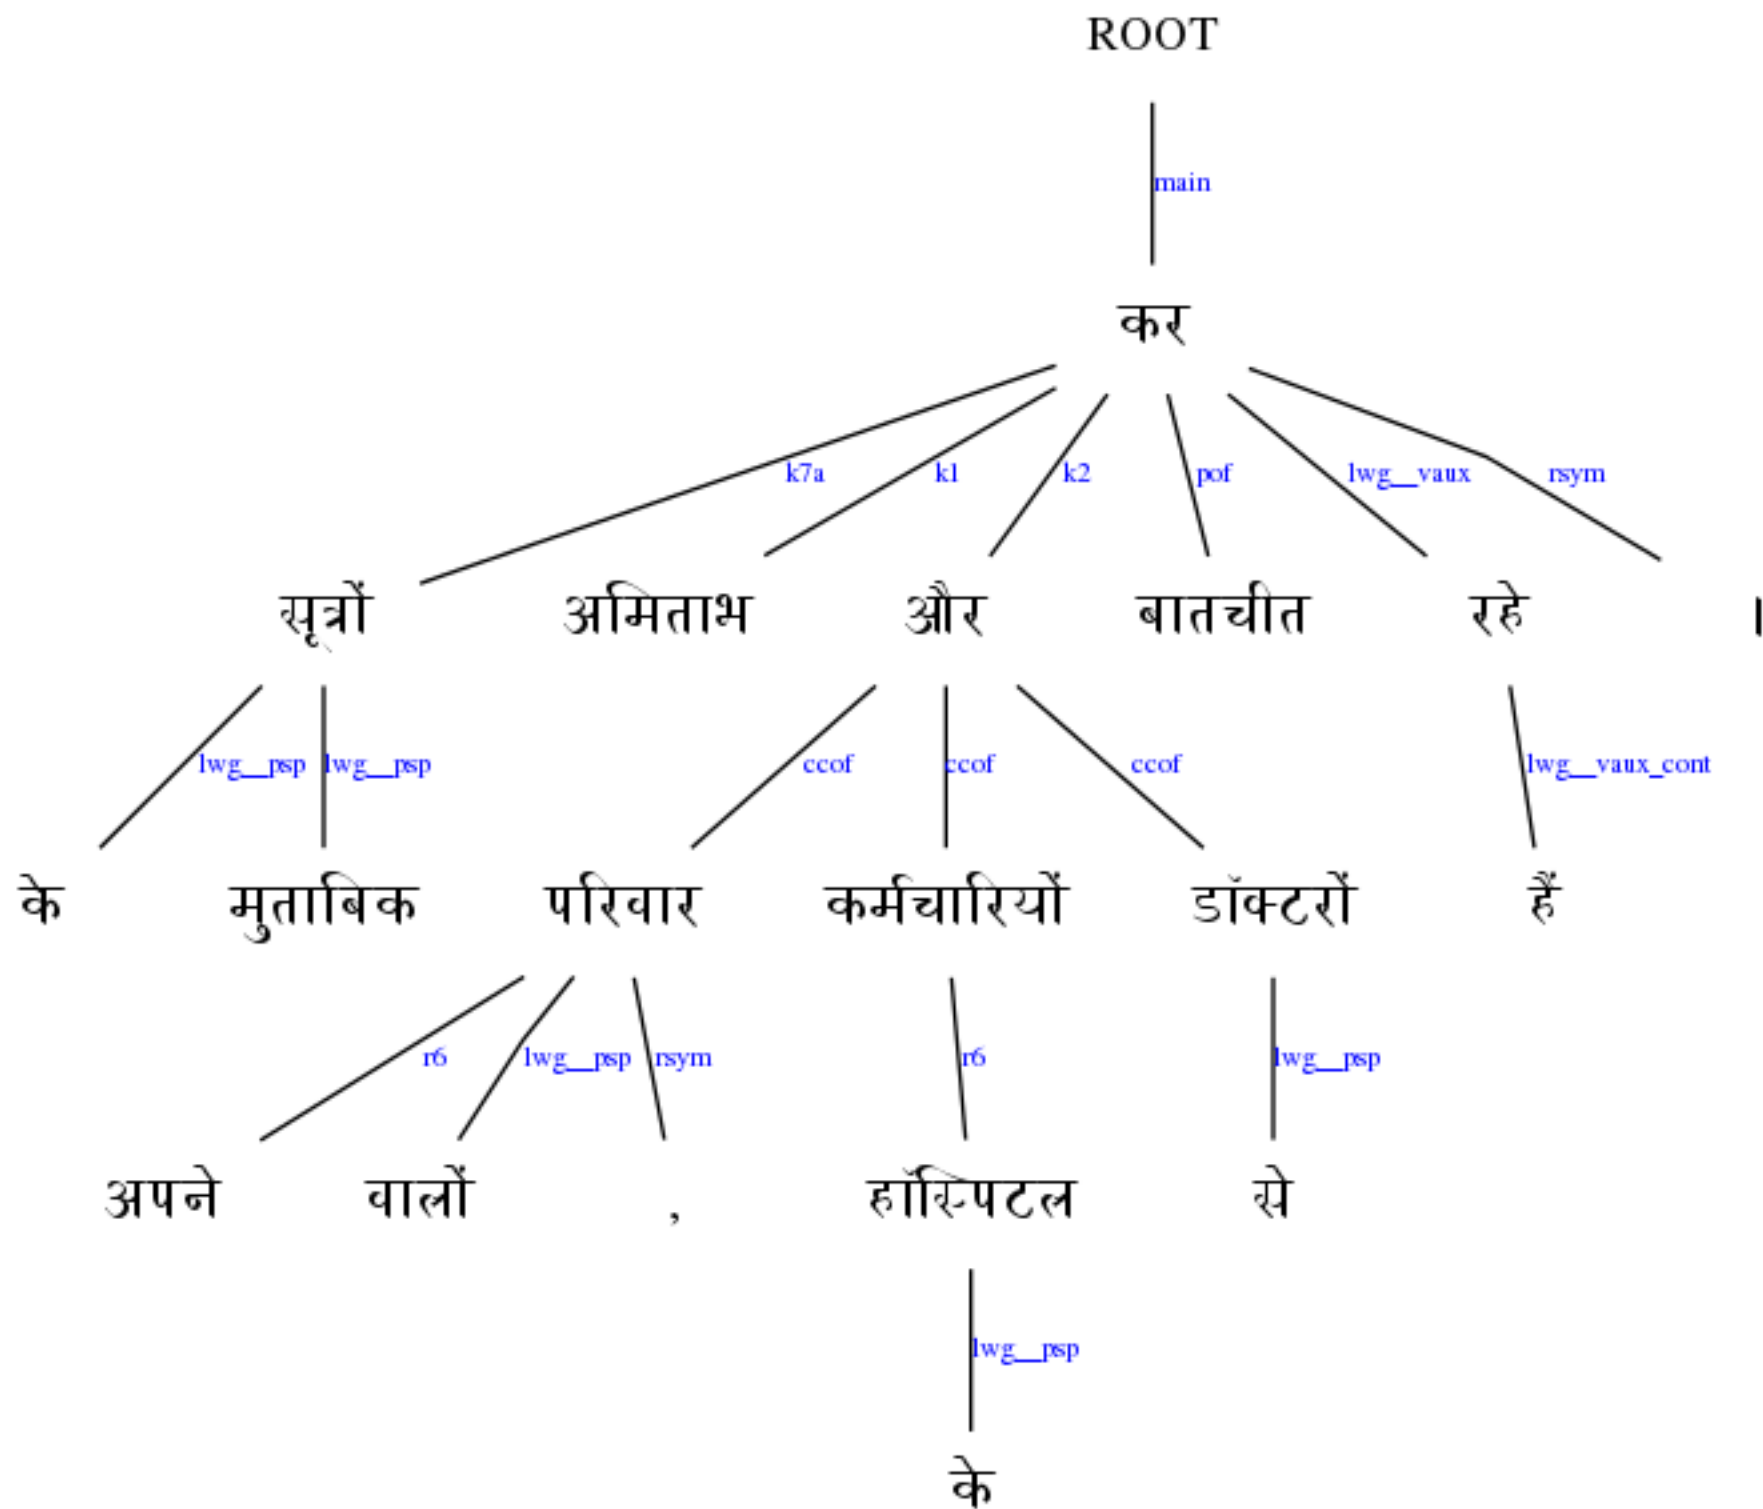 ROOT
main
कर
k7a k1 k2 pof lwg__vaux rsym
सूत्रों अमिताभ और बातचीत रहे ।
lwg__psp lwg__psp ccof ccof ccof lwg__vaux_cont
के मुताबिक परिवार कर्मचारियों डॉक्टरों हैं
r6 lwg__psp rsym r6 lwg__psp
अपने वालों , हॉस्पिटल से
lwg__psp
के